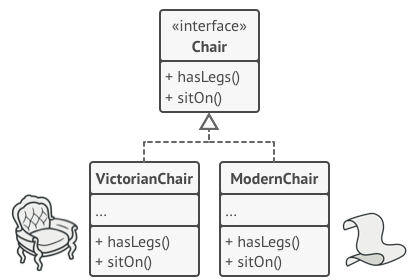 «interface»
Chair
+ hasLegs()
+ sitOn()
VictorianChair
...
+ hasLegs()
+ sitOn()
ModernChair
...
+ hasLegs()
+ sitOn()